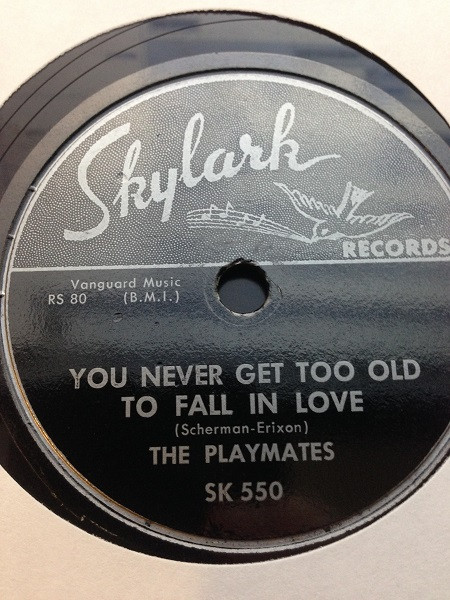 Skylark
RECORDS
Vanguard Music
RS 80 (B.M.I.)
YOU NEVER GET TOO OLD
TO FALL IN LOVE
(Scherman-Erixon)
THE PLAYMATES
SK 550